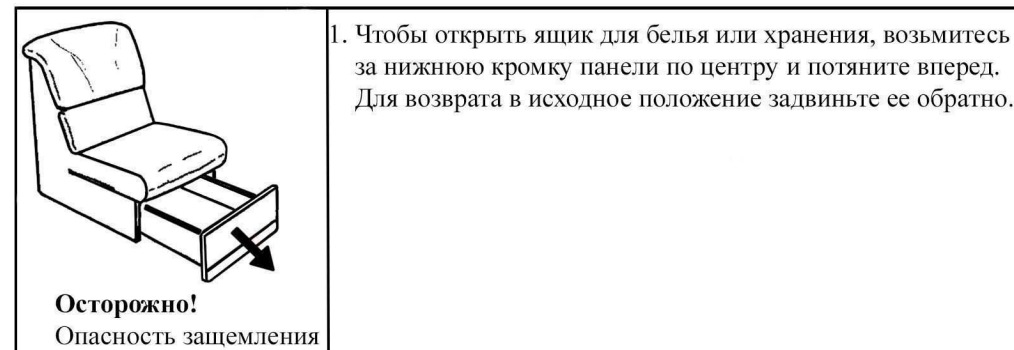 1. Чтобы открыть ящик для белья или хранения, возьмитесь
за нижнюю кромку панели по центру и потяните вперед.
Для возврата в исходное положение задвиньте ее обратно.
Осторожно!
Опасность защемления